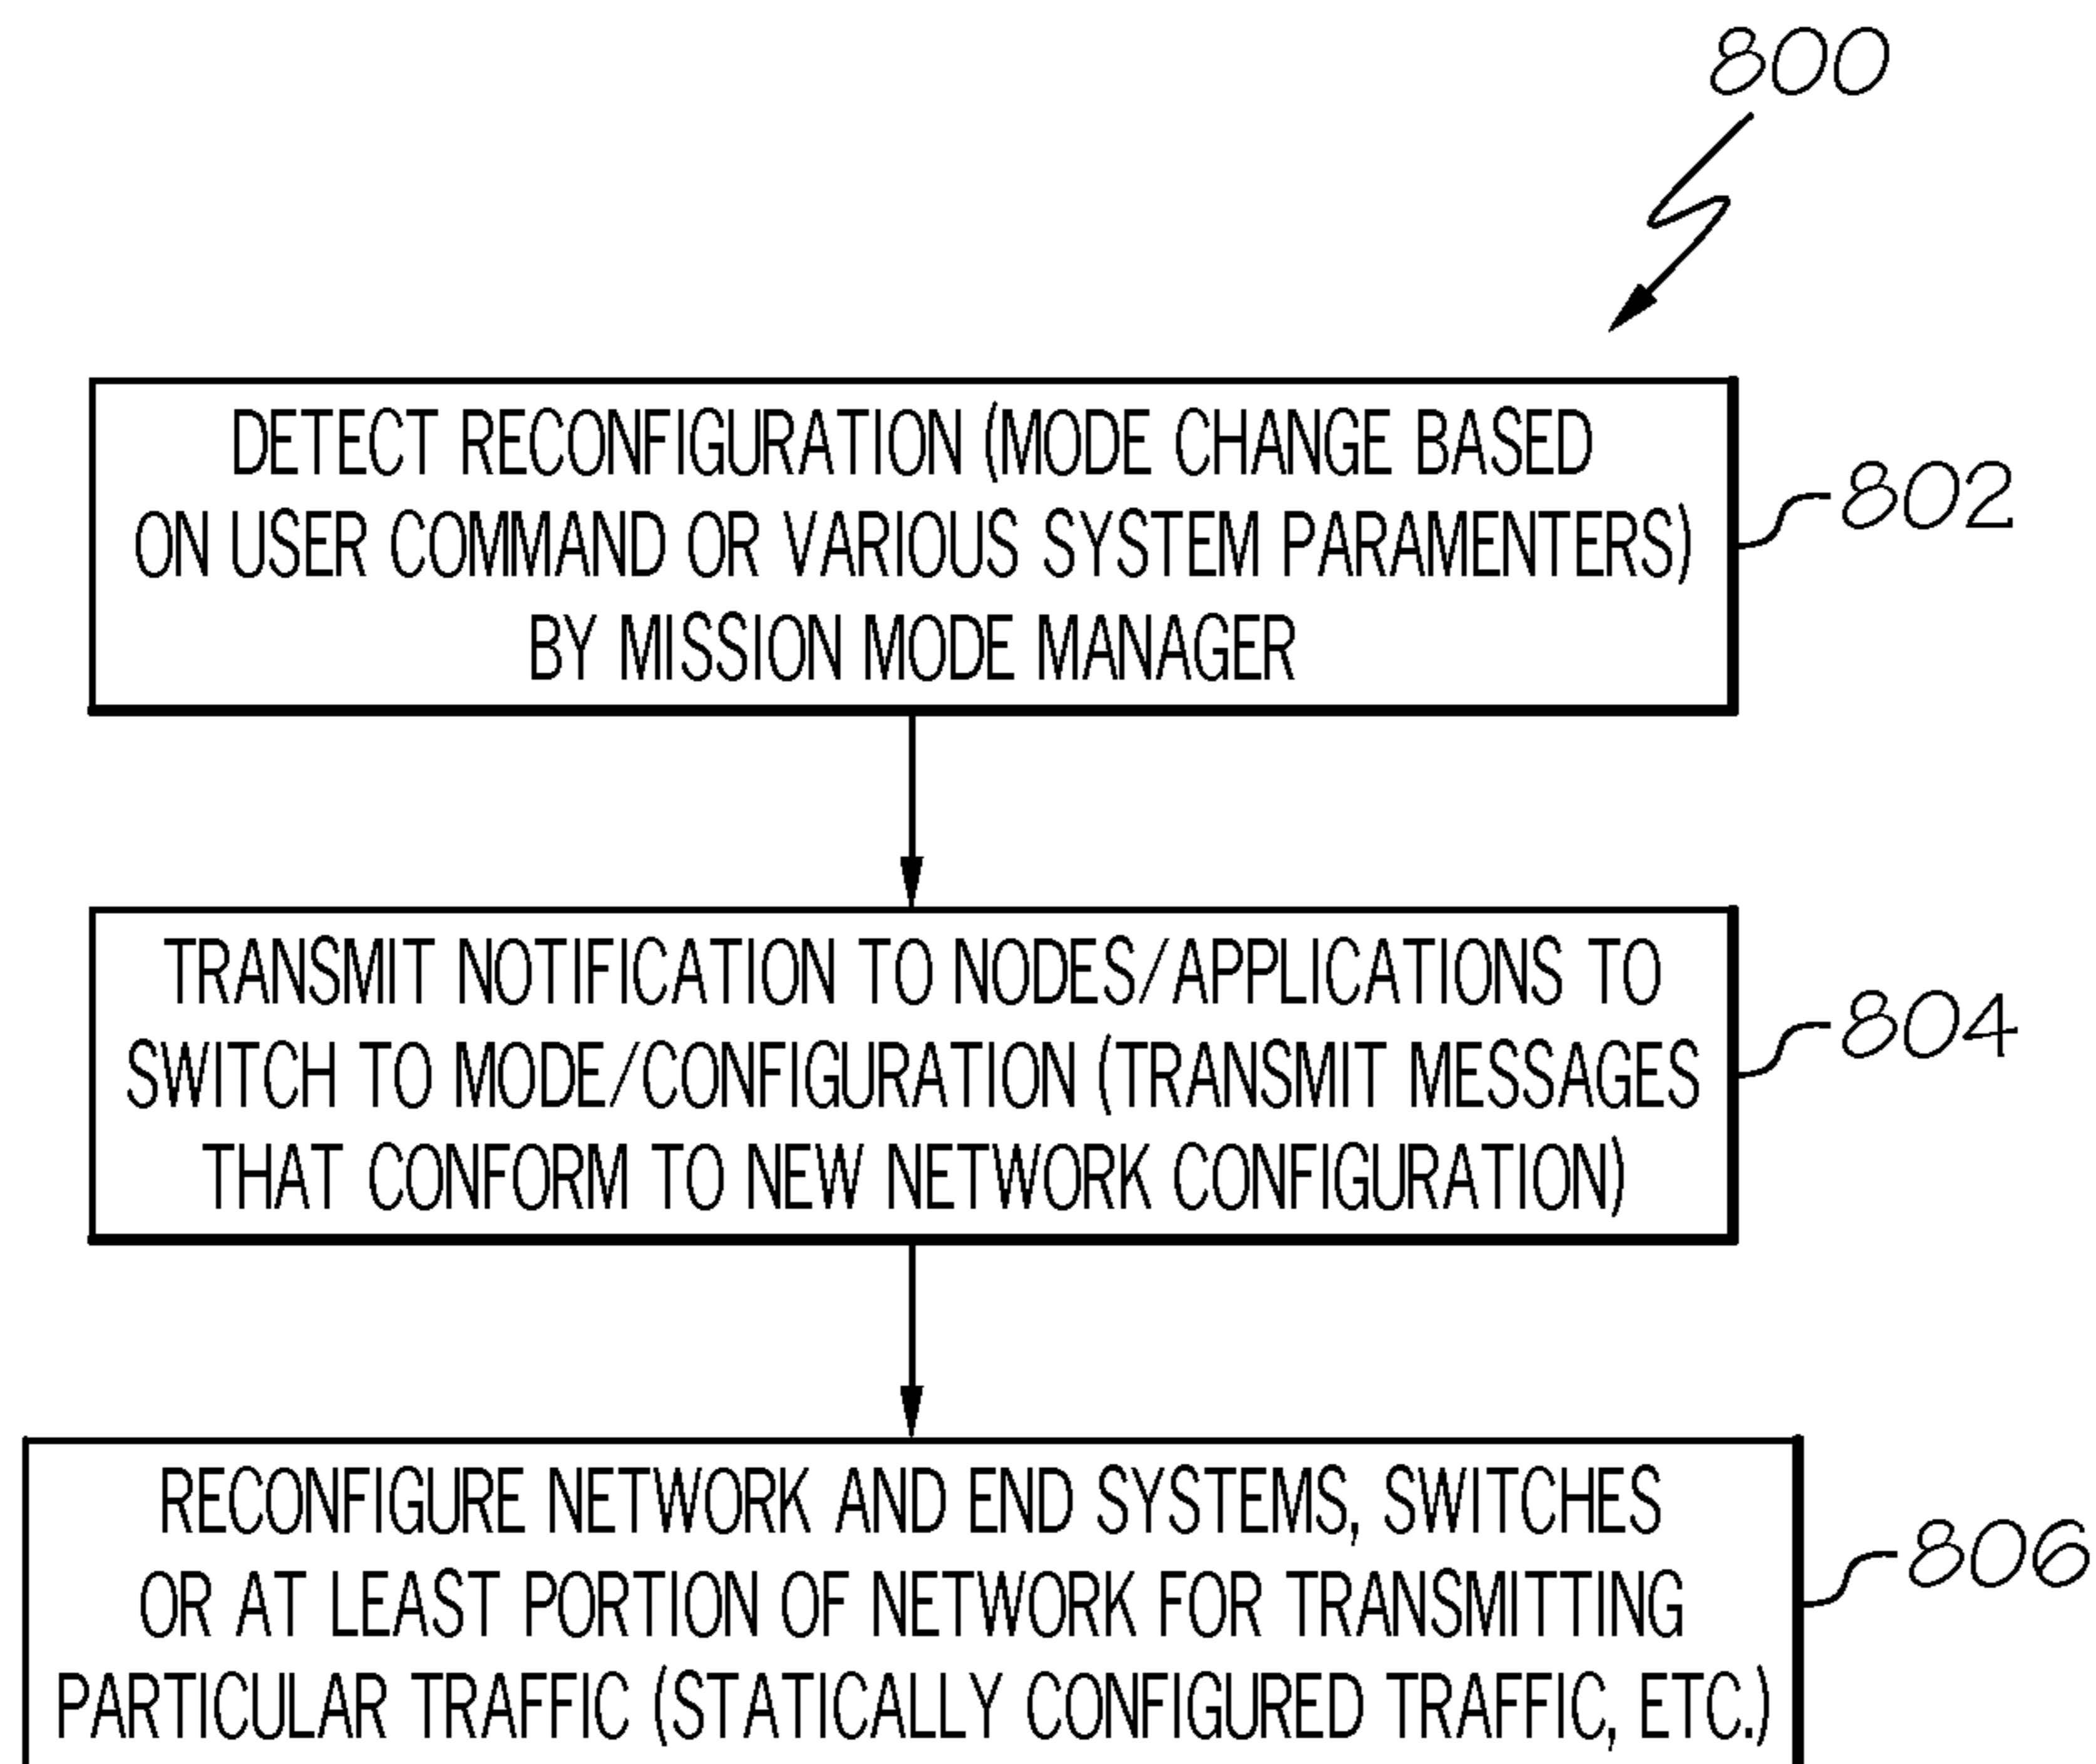 800
DETECT RECONFIGURATION (MODE CHANGE BASED
ON USER COMMAND OR VARIOUS SYSTEM PARAMENTERS)
BY MISSION MODE MANAGER
802
TRANSMIT NOTIFICATION TO NODES/APPLICATIONS TO
SWITCH TO MODE/CONFIGURATION (TRANSMIT MESSAGES
THAT CONFORM TO NEW NETWORK CONFIGURATION)
804
RECONFIGURE NETWORK AND END SYSTEMS, SWITCHES
OR AT LEAST PORTION OF NETWORK FOR TRANSMITTING
PARTICULAR TRAFFIC (STATICALLY CONFIGURED TRAFFIC, ETC.)
806